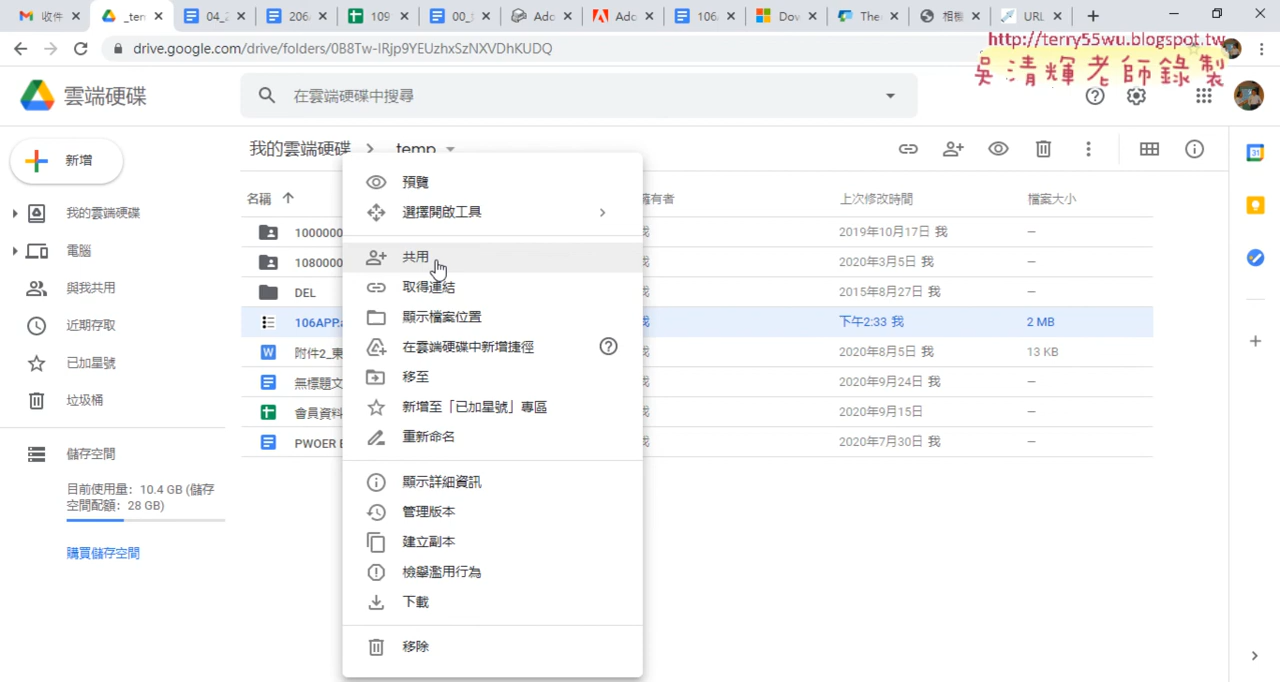 收件
_ten
04_2
206
109
00_
Adc
Ado
106
Dov
The
相框
URL
drive.google.com/drive/folders/0B8Tw-IRjp9YEUzhxSzNXVDhKUDQ
http://terry55wu.blogspot.tw
吳清輝老師錄製
雲端硬碟
在雲端硬碟中搜尋
新增
我的雲端硬碟
temp
名稱
擁有者
上次修改時間
檔案大小
我的雲端硬碟
電腦
與我共用
近期存取
已加星號
垃圾桶
儲存空間
目前使用量: 10.4 GB (儲存
空間配額: 28 GB)
購買儲存空間
1000000
我
2019年10月17日 我
–
1080000
我
2020年3月5日 我
–
DEL
我
2015年8月27日 我
–
106APP.a
我
下午2:33 我
2 MB
附件2_東
我
2020年8月5日 我
13 KB
無標題文
我
2020年9月24日 我
–
會員資料
我
2020年9月15日
–
PWOER E
我
2020年7月30日 我
–
預覽
選擇開啟工具
共用
取得連結
顯示檔案位置
在雲端硬碟中新增捷徑
移至
新增至「已加星號」專區
重新命名
顯示詳細資訊
管理版本
建立副本
檢舉濫用行為
下載
移除
31